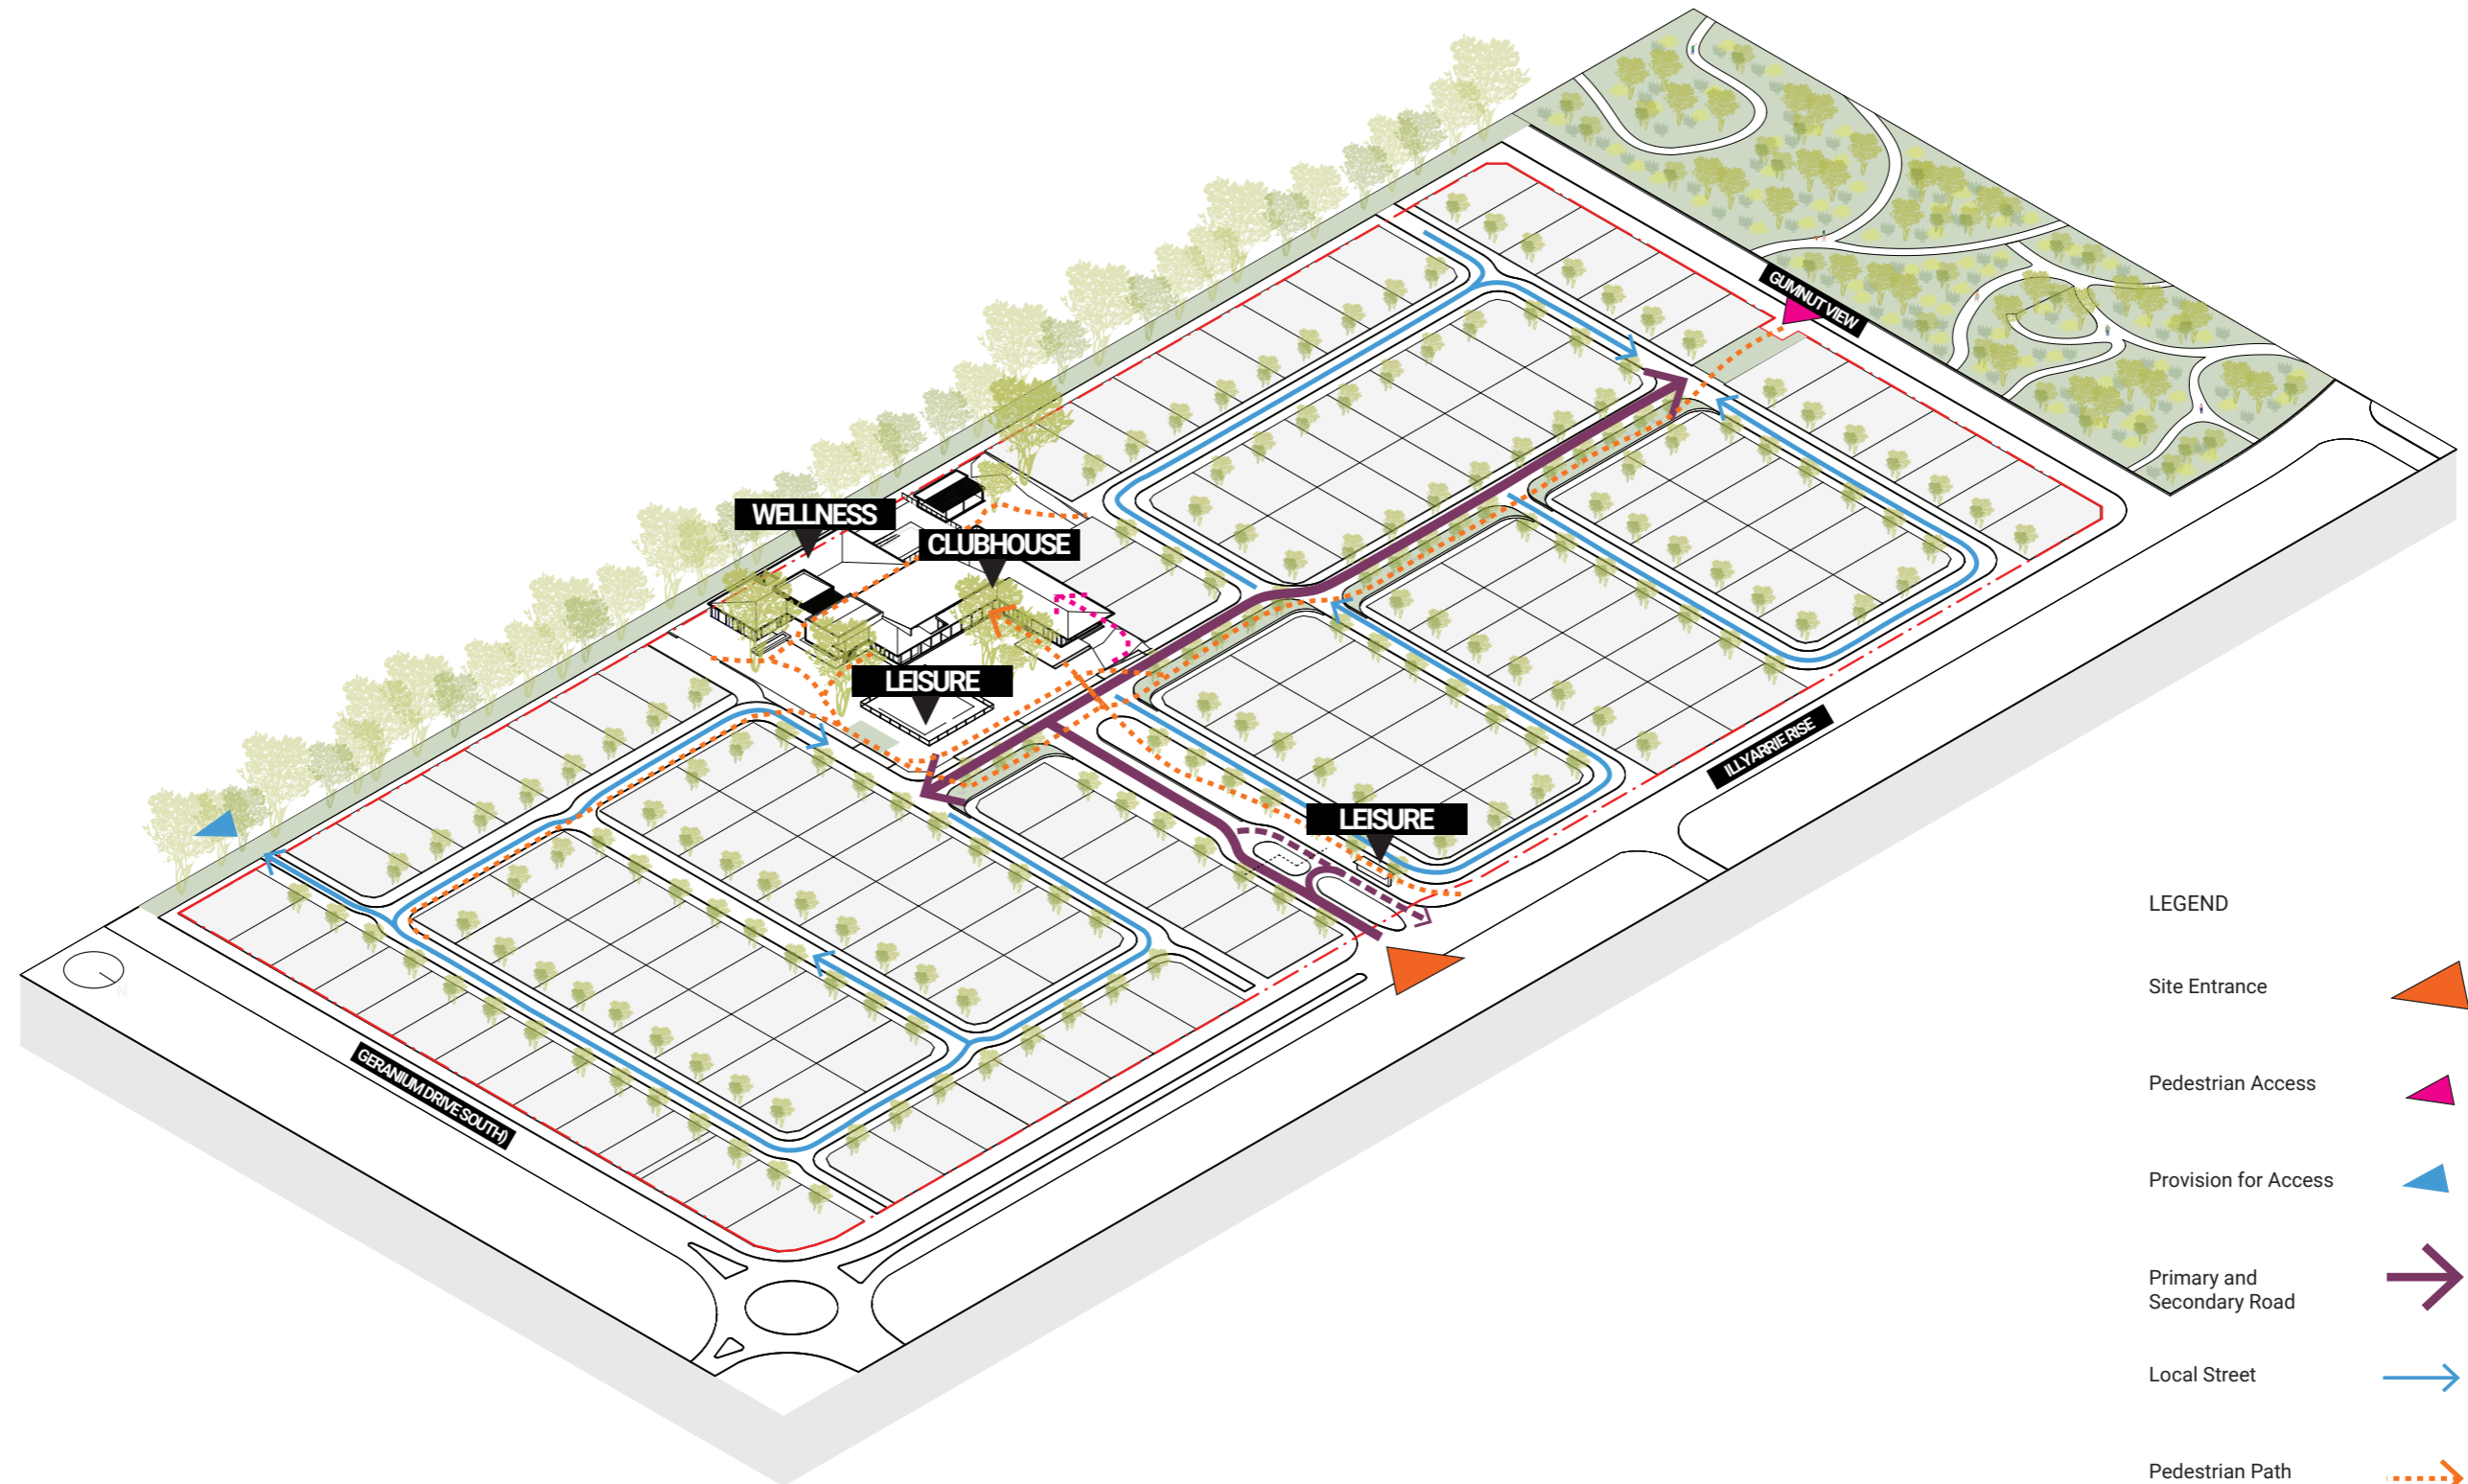 GUMNUT VIEW
WELLNESS
CLUBHOUSE
LEISURE
ILLYARRIE RISE
LEISURE
LEGEND
Site Entrance
N
GERANIUM DRIVE SOUTH)
Pedestrian Access
Provision for Access
Primary and
Secondary Road
Local Street
Pedestrian Path